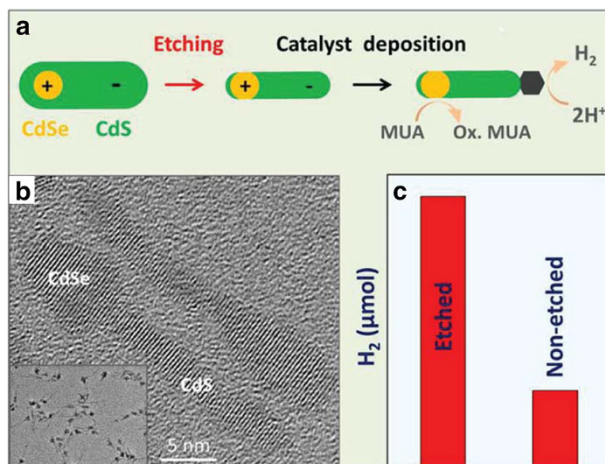 a
Etching
Catalyst deposition
+
-
+
-
CdSe
CdS
MUA
Ox. MUA
H2
2H+
b
CdSe
CdS
5 nm
c
H₂ (μmol)
Etched
Non-etched